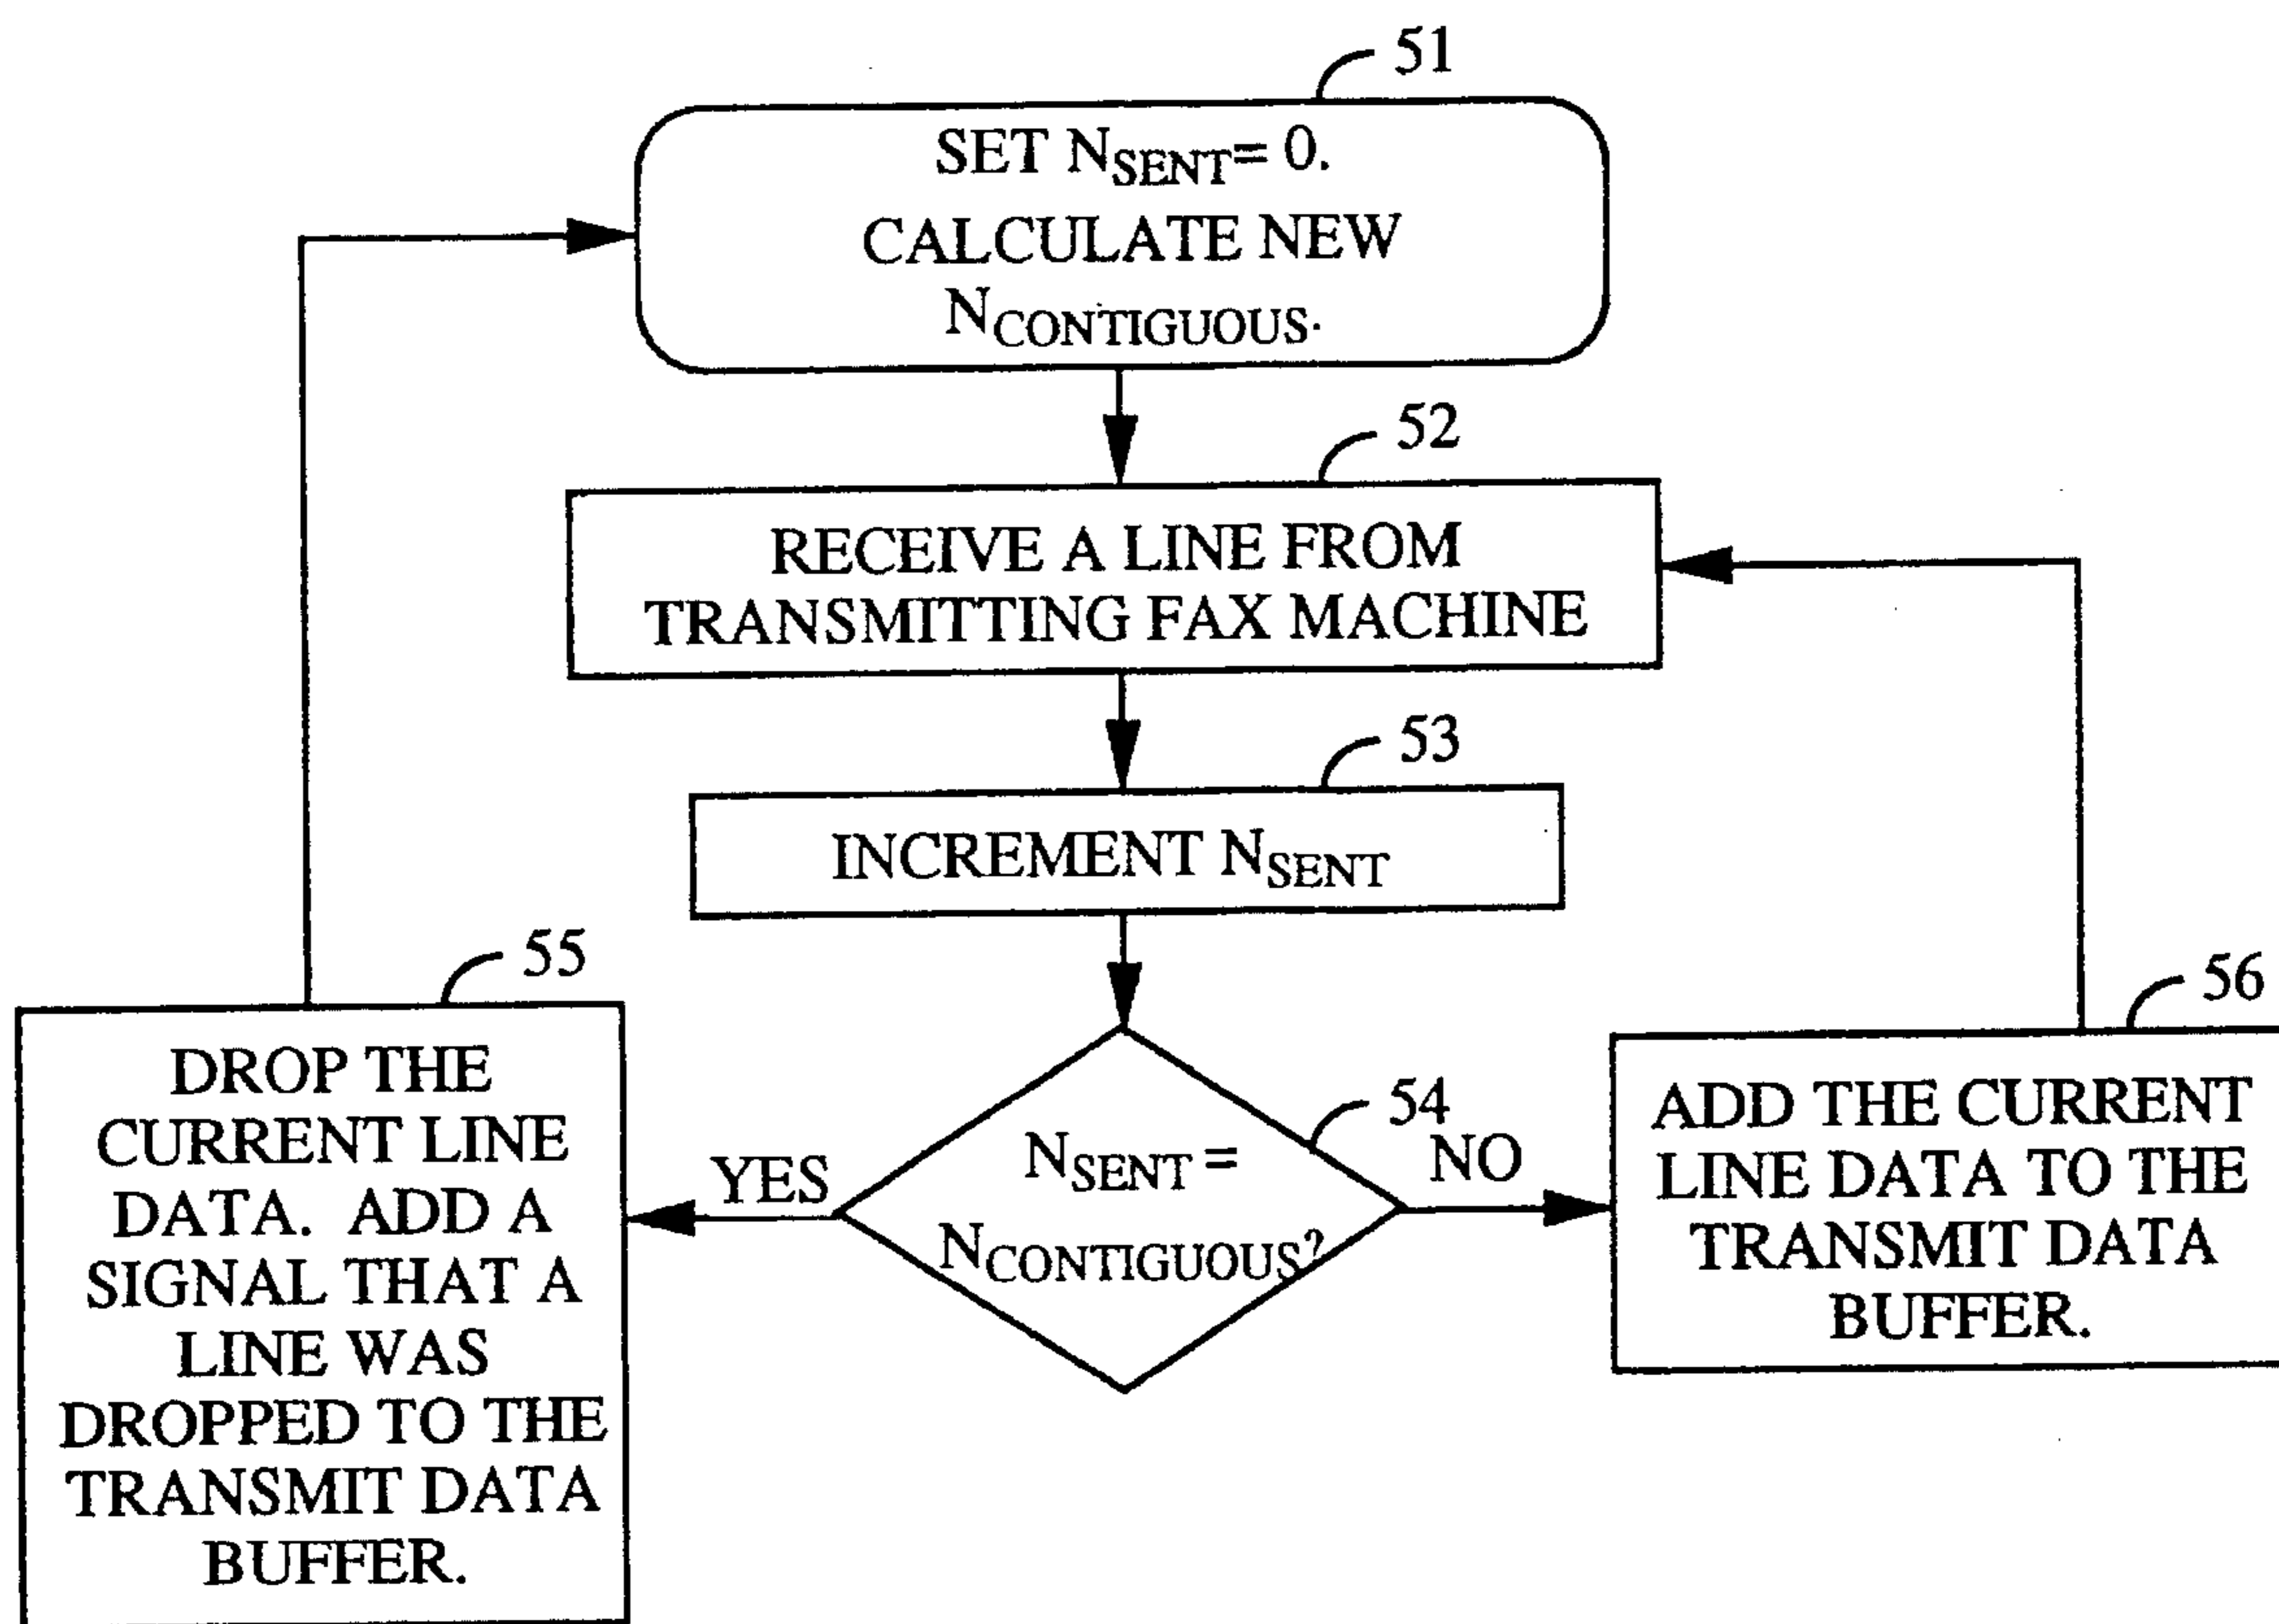 51
SET NSENT= 0.
CALCULATE NEW
NCONTIGUOUS.
52
RECEIVE A LINE FROM
TRANSMITTING FAX MACHINE
53
INCREMENT NSENT
54
NSENT =
NCONTIGUOUS?
YES
NO
55
DROP THE
CURRENT LINE
DATA. ADD A
SIGNAL THAT A
LINE WAS
DROPPED TO THE
TRANSMIT DATA
BUFFER.
56
ADD THE CURRENT
LINE DATA TO THE
TRANSMIT DATA
BUFFER.